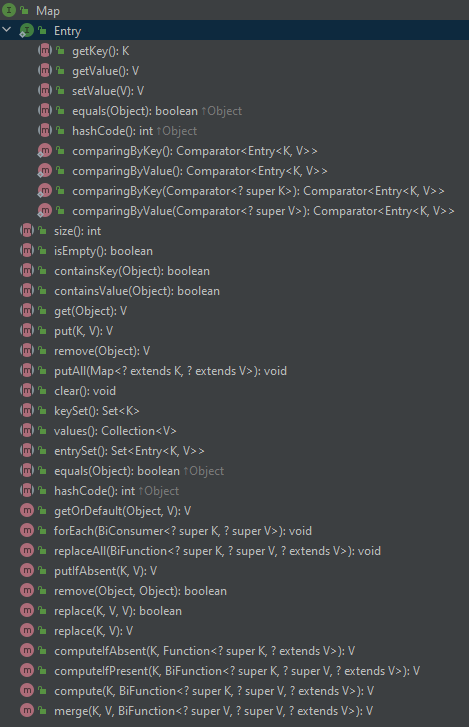 Map
Entry
getKey(): K
getValue(): V
setValue(V): V
equals(Object): boolean ↑Object
hashCode(): int ↑Object
comparingByKey(): Comparator<Entry<K, V>>
comparingByValue(): Comparator<Entry<K, V>>
comparingByKey(Comparator<? super K>): Comparator<Entry<K, V>>
comparingByValue(Comparator<? super V>): Comparator<Entry<K, V>>
size(): int
isEmpty(): boolean
containsKey(Object): boolean
containsValue(Object): boolean
get(Object): V
put(K, V): V
remove(Object): V
putAll(Map<? extends K, ? extends V>): void
clear(): void
keySet(): Set<K>
values(): Collection<V>
entrySet(): Set<Entry<K, V>>
equals(Object): boolean ↑Object
hashCode(): int ↑Object
getOrDefault(Object, V): V
forEach(BiConsumer<? super K, ? super V>): void
replaceAll(BiFunction<? super K, ? super V, ? extends V>): void
putIfAbsent(K, V): V
remove(Object, Object): boolean
replace(K, V, V): boolean
replace(K, V): V
computeIfAbsent(K, Function<? super K, ? extends V>): V
computeIfPresent(K, BiFunction<? super K, ? super V, ? extends V>): V
compute(K, BiFunction<? super K, ? super V, ? extends V>): V
merge(K, V, BiFunction<? super V, ? super V, ? extends V>): V